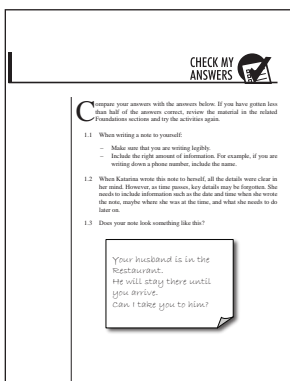 CHECK MY
ANSWERS
Compare your answers with the answers below. If you have gotten less
than half of the answers correct, review the material in the related
Foundations sections and try the activities again.
1.1 When writing a note to yourself:
– Make sure that you are writing legibly.
– Include the right amount of information. For example, if you are
writing down a phone number, include the name.
1.2 When Katarina wrote this note to herself, all the details were clear in
her mind. However, as time passes, key details may be forgotten. She
needs to include information such as the date and time when she wrote
the note, maybe where she was at the time, and what she needs to do
later on.
1.3 Does your note look something like this?
Your husband is in the
Restaurant.
He will stay there until
you arrive.
Can I take you to him?